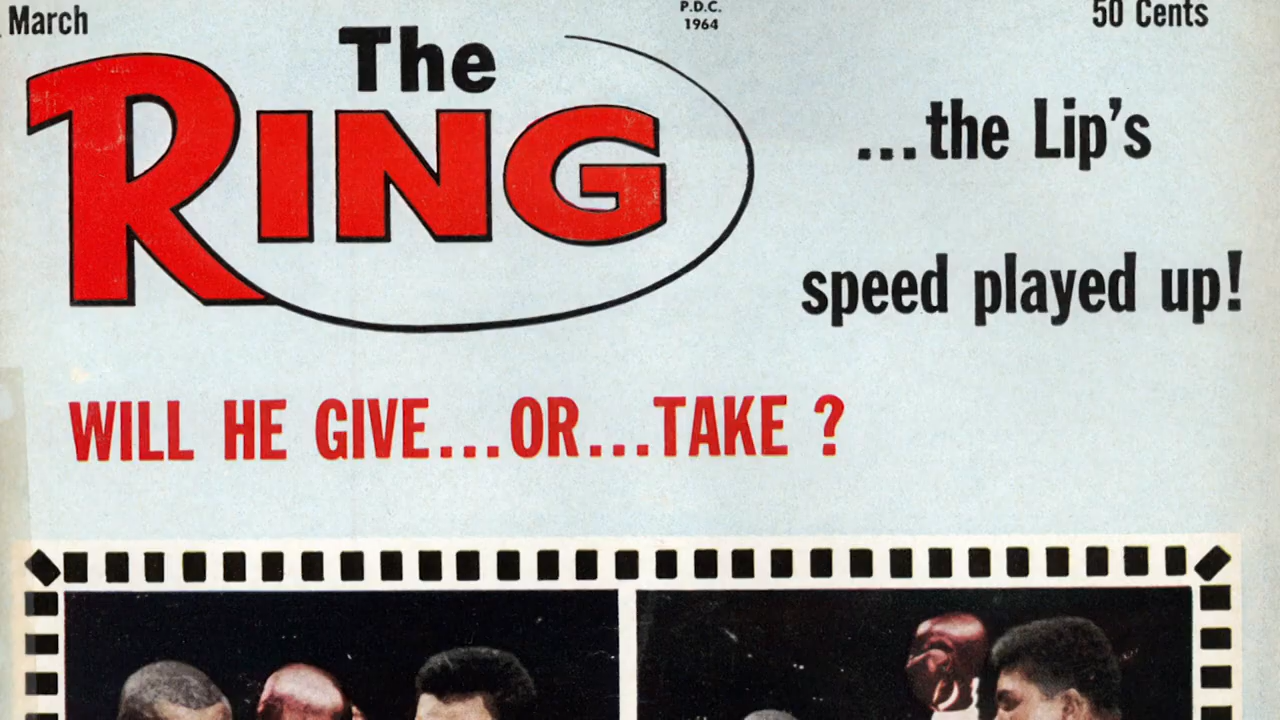 March
P.D.C.
1964
50 Cents
The
RING
...the Lip's
speed played up!
WILL HE GIVE...OR...TAKE ?